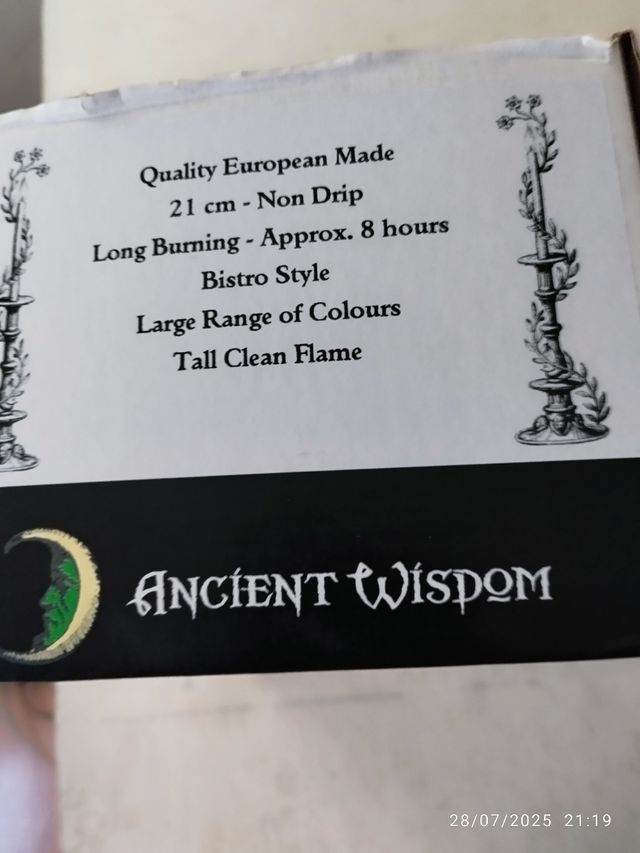 Quality European Made
21 cm - Non Drip
Long Burning - Approx. 8 hours
Bistro Style
Large Range of Colours
Tall Clean Flame
Ancient Wisdom
28/07/2025 21:19